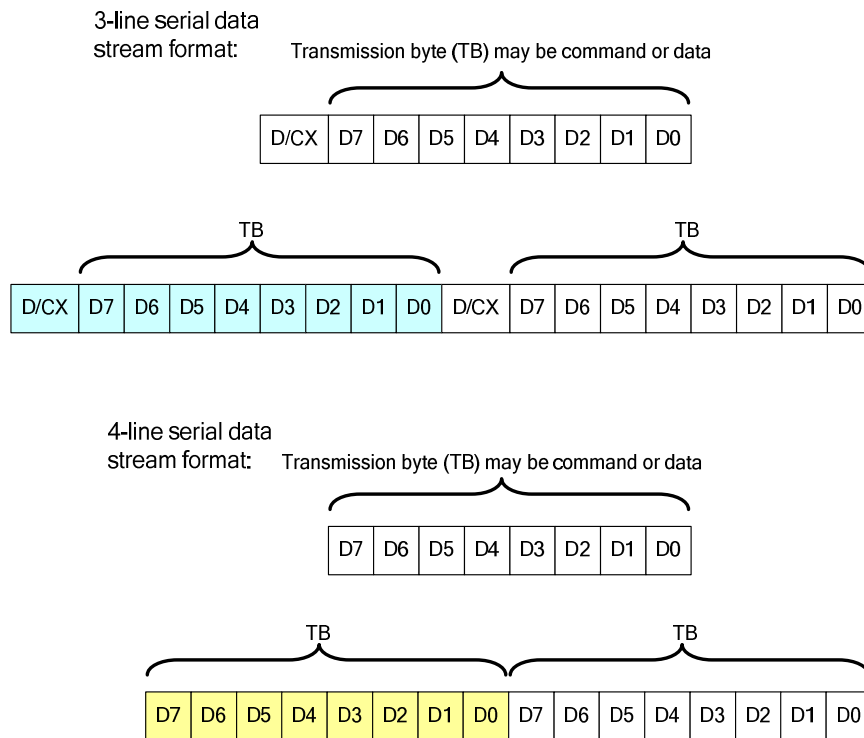 3-line serial data
stream format:
Transmission byte (TB) may be command or data
D/CX D7 D6 D5 D4 D3 D2 D1 D0
TB TB
D/CX D7 D6 D5 D4 D3 D2 D1 D0 D/CX D7 D6 D5 D4 D3 D2 D1 D0
4-line serial data
stream format:
Transmission byte (TB) may be command or data
D7 D6 D5 D4 D3 D2 D1 D0
TB TB
D7 D6 D5 D4 D3 D2 D1 D0 D7 D6 D5 D4 D3 D2 D1 D0